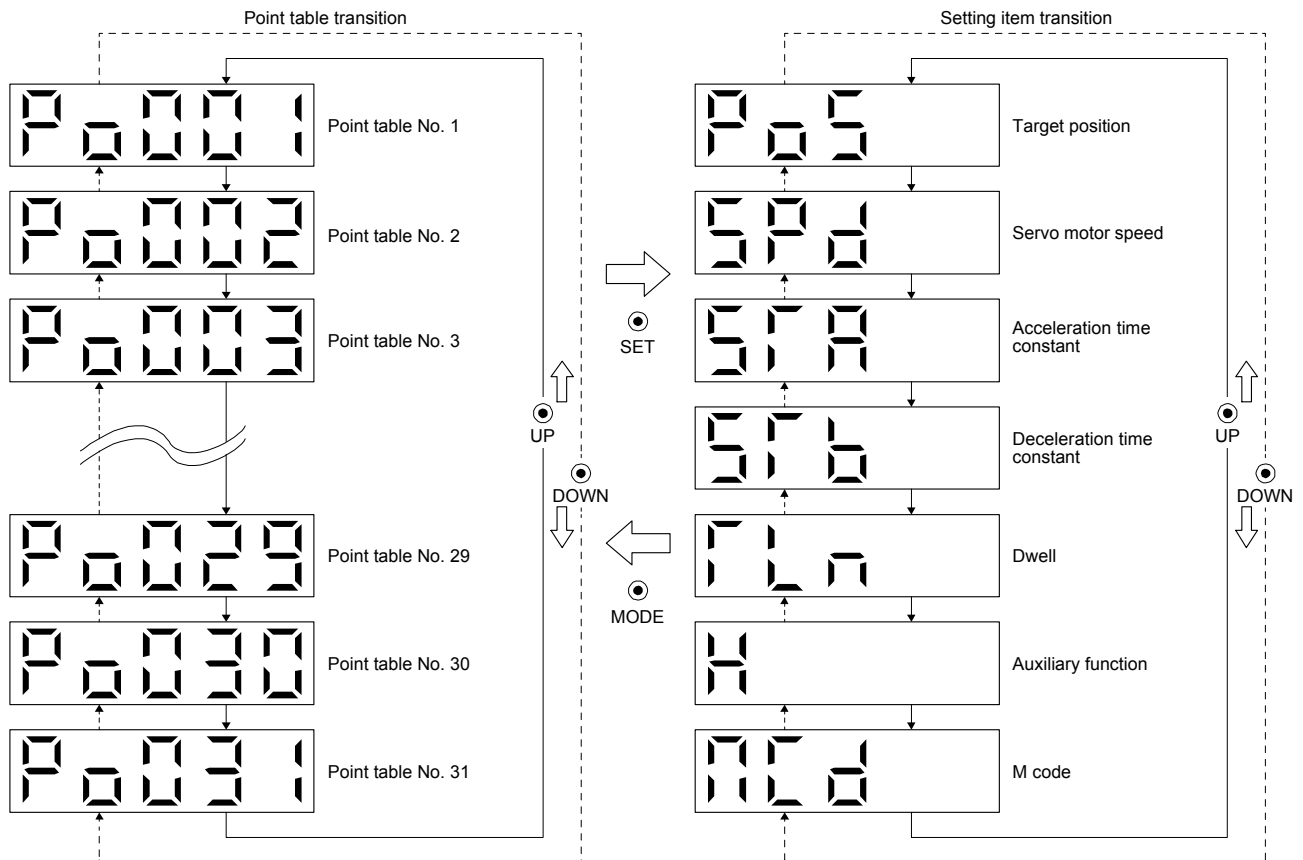 Point table transition
Po001
Point table No. 1
Po002
Point table No. 2
Po003
Point table No. 3
Po029
Point table No. 29
Po030
Point table No. 30
Po031
Point table No. 31
UP
DOWN
SET
MODE
Setting item transition
PoS
Target position
SPd
Servo motor speed
STA
Acceleration time
constant
STb
Deceleration time
constant
TLn
Dwell
H
Auxiliary function
MCd
M code
UP
DOWN